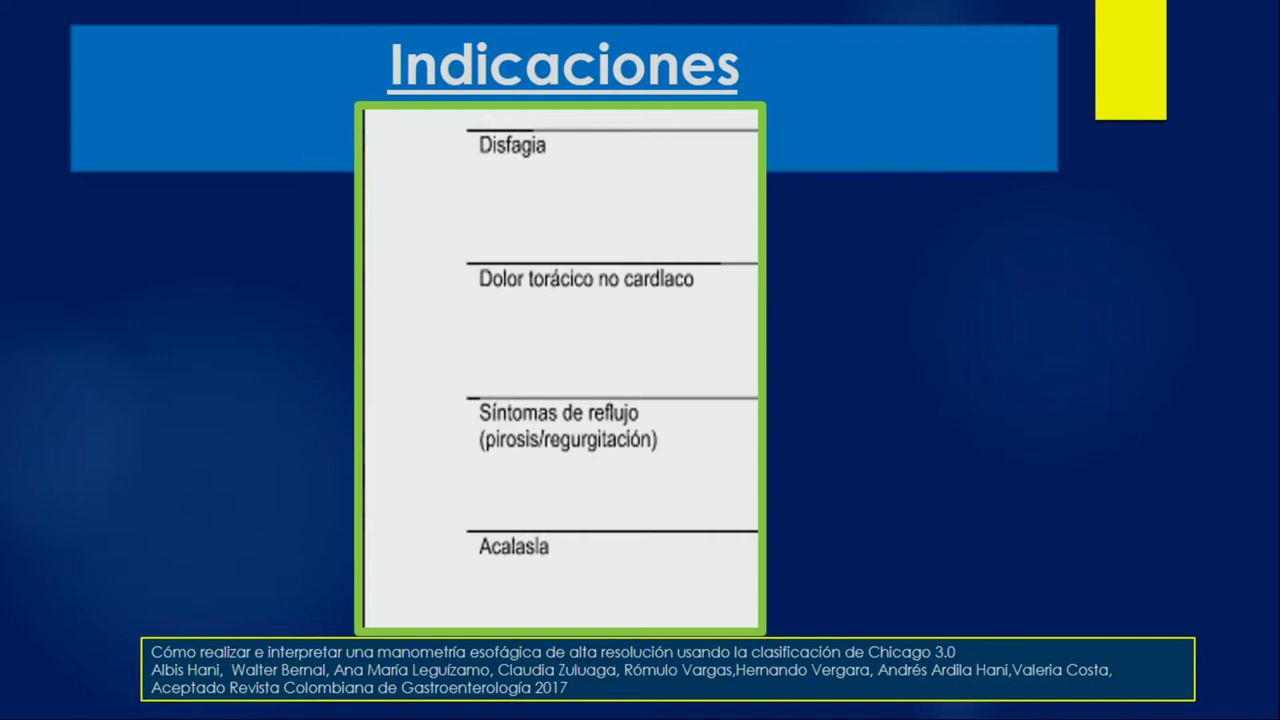 Indicaciones
Disfagia
Dolor torácico no cardíaco
Síntomas de reflujo
(pirosis/regurgitación)
Acalasia
Cómo realizar e interpretar una manometría esofágica de alta resolución usando la clasificación de Chicago 3.0
Albis Hani, Walter Bernal, Ana María Leguízamo, Claudia Zuluaga, Rómulo Vargas,Hernando Vergara, Andrés Ardila Hani,Valeria Costa,
Aceptado Revista Colombiana de Gastroenterología 2017